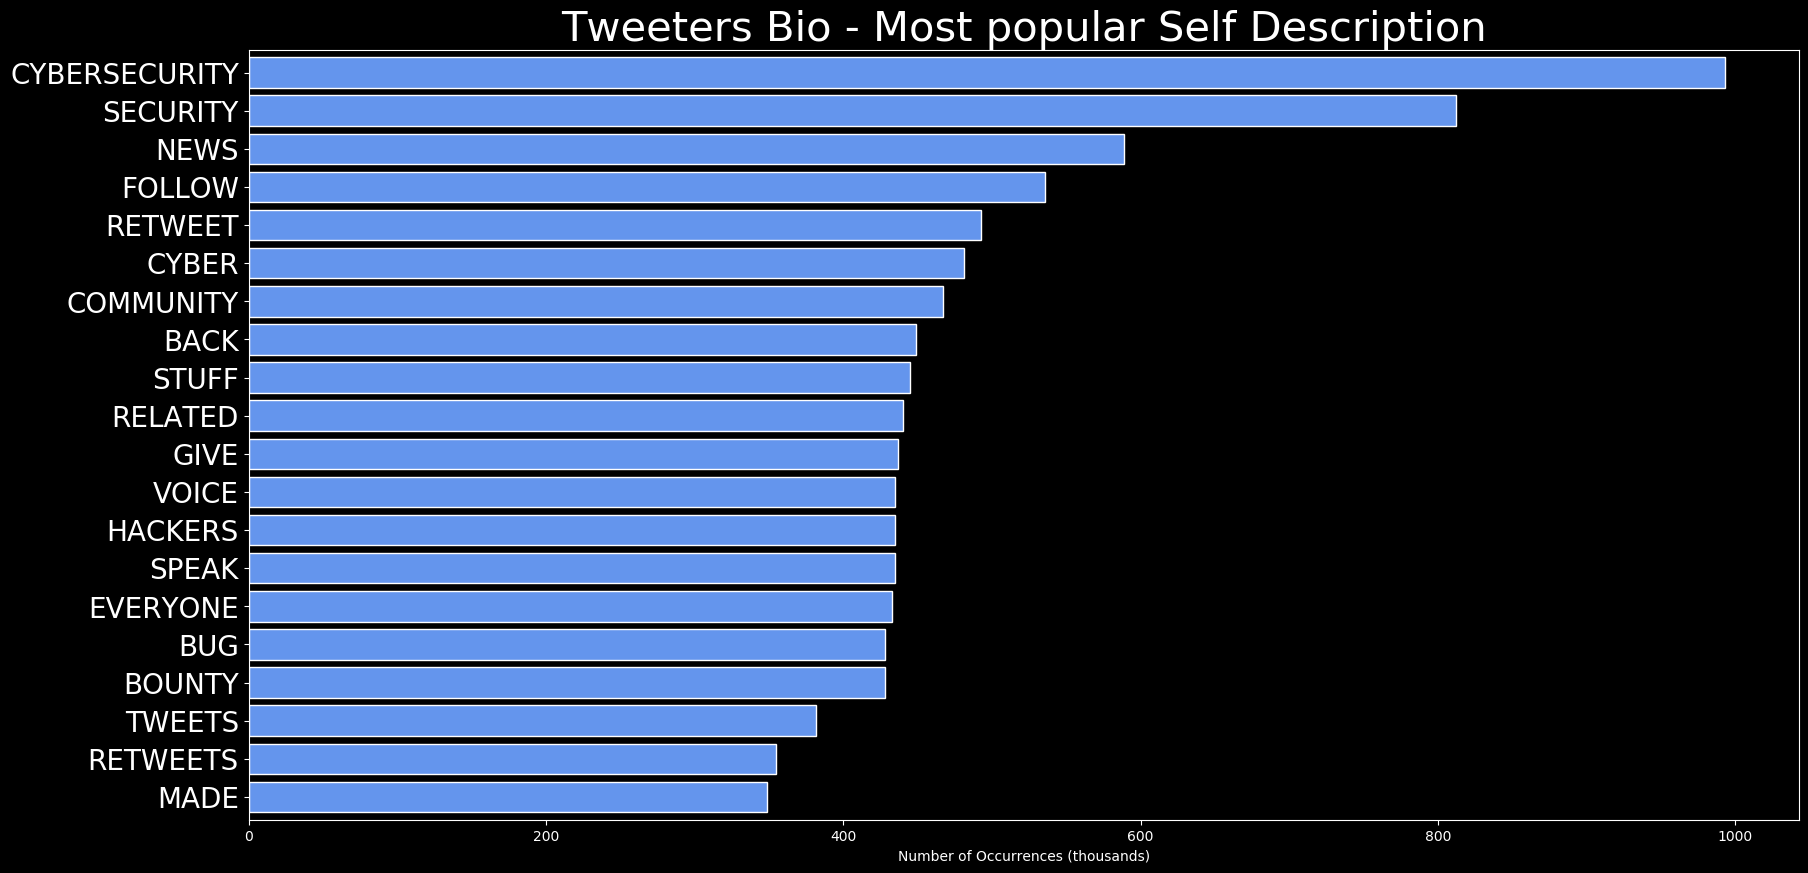 Tweeters Bio - Most popular Self Description
CYBERSECURITY
SECURITY
NEWS
FOLLOW
RETWEET
CYBER
COMMUNITY
BACK
STUFF
RELATED
GIVE
VOICE
HACKERS
SPEAK
EVERYONE
BUG
BOUNTY
TWEETS
RETWEETS
MADE
0 200 400 600 800 1000
Number of Occurrences (thousands)